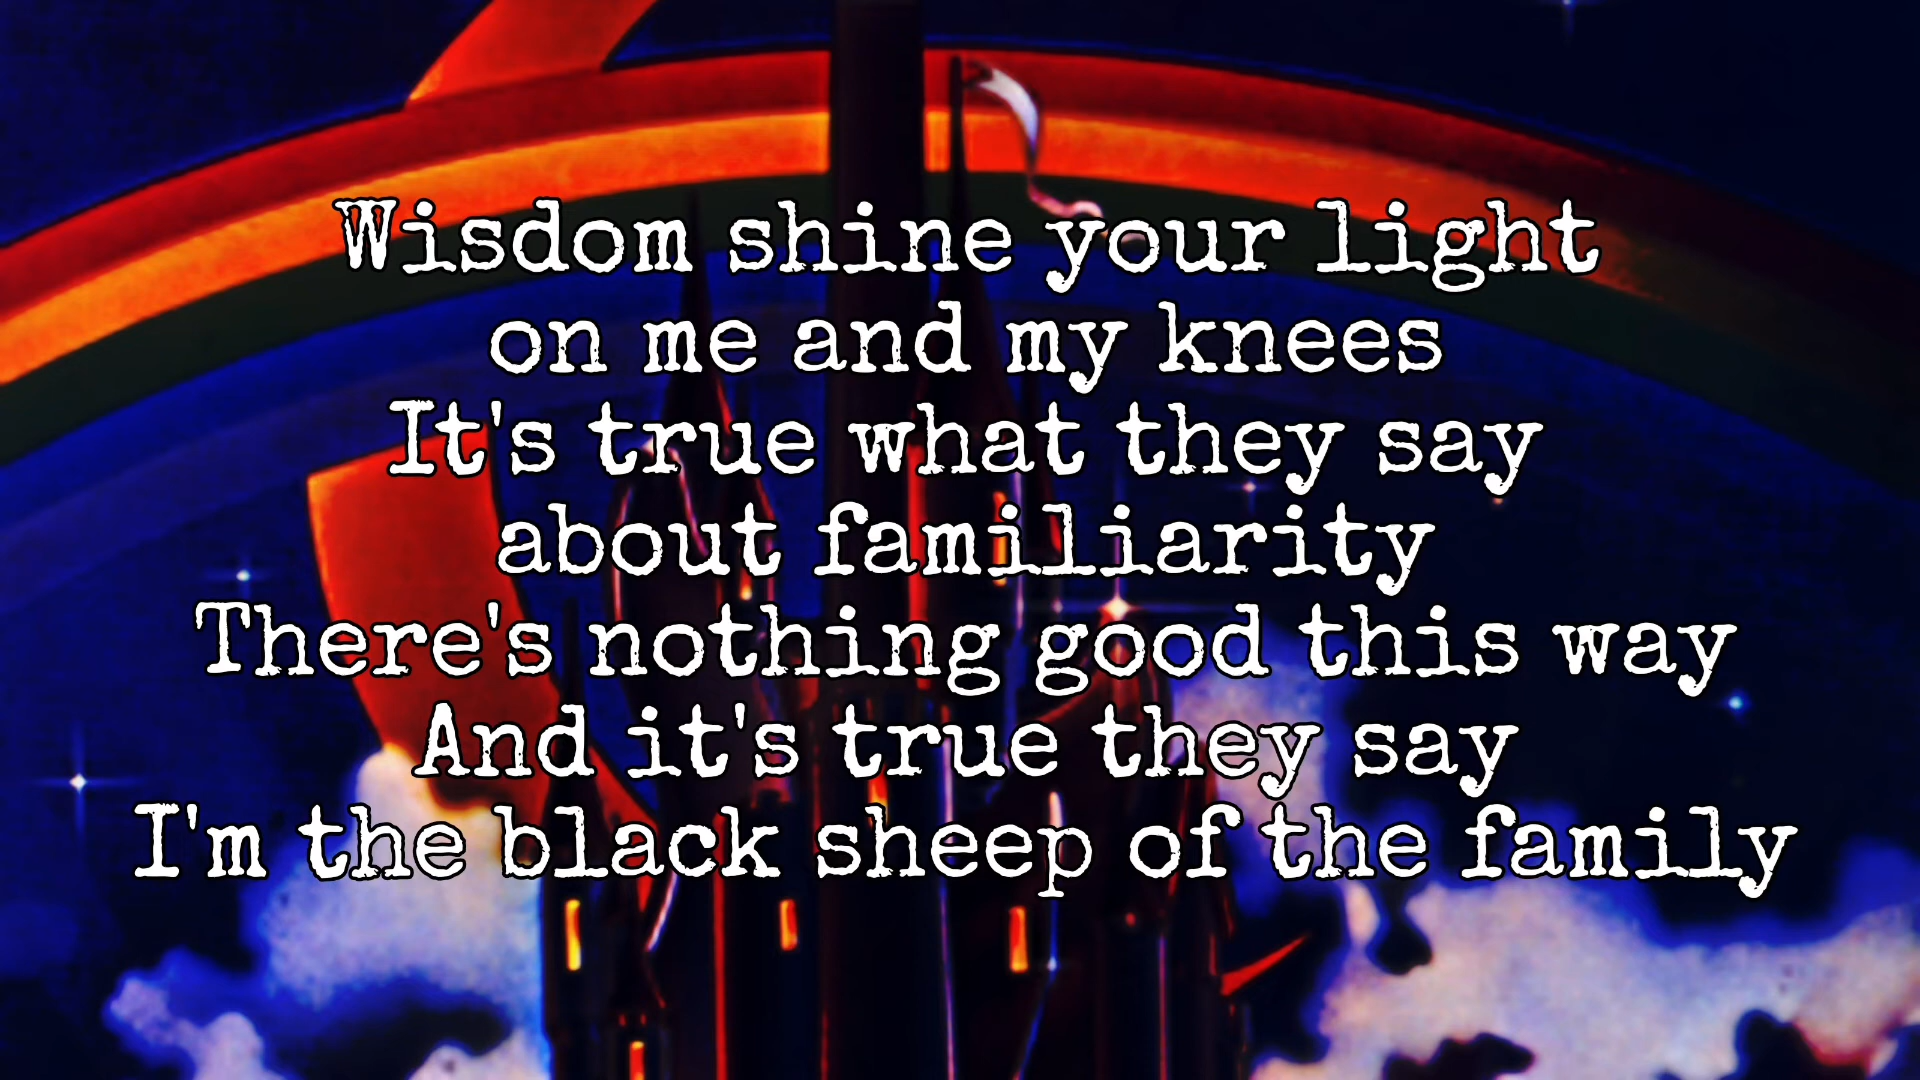 Wisdom shine your light
on me and my knees
It's true what they say
about familiarity
There's nothing good this way
And it's true they say
I'm the black sheep of the family